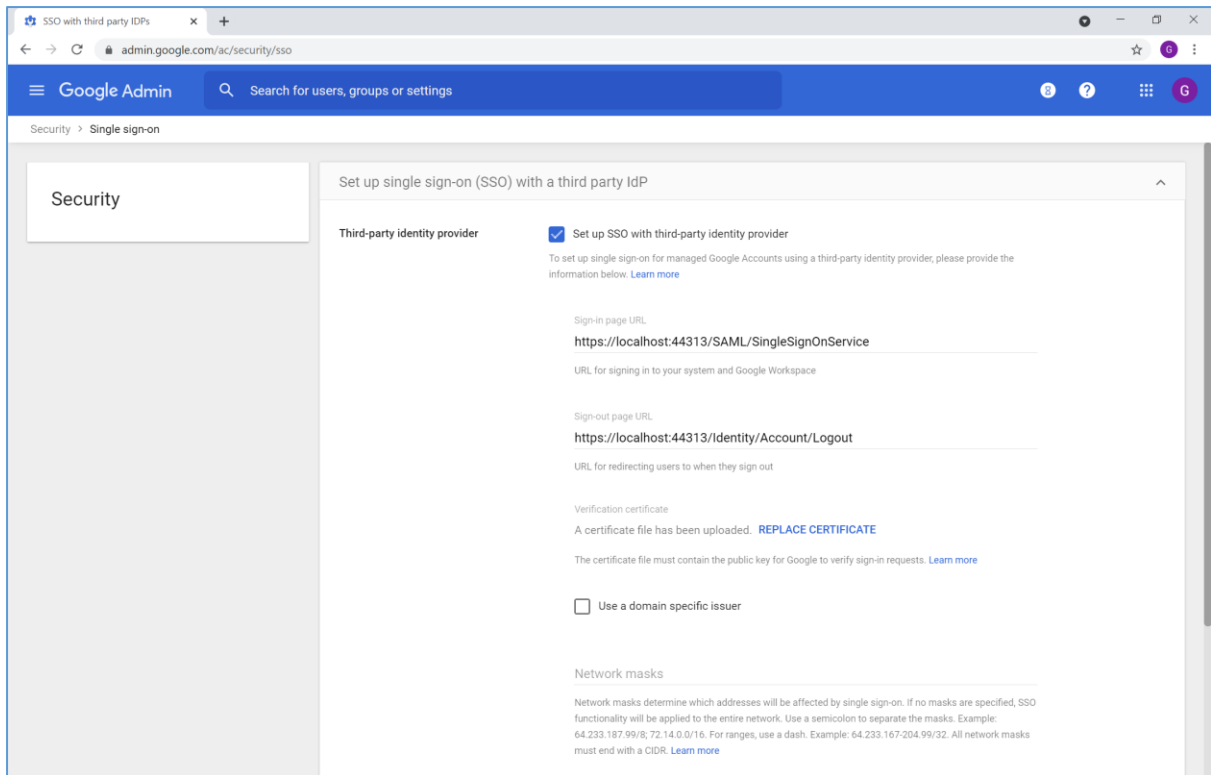 SSO with third party IDPs
admin.google.com/ac/security/sso
G
Google Admin
Search for users, groups or settings
8
?
G
Security > Single sign-on
Security
Set up single sign-on (SSO) with a third party IdP
Third-party identity provider
Set up SSO with third-party identity provider
To set up single sign-on for managed Google Accounts using a third-party identity provider, please provide the
information below. Learn more
Sign-in page URL
https://localhost:44313/SAML/SingleSignOnService
URL for signing in to your system and Google Workspace
Sign-out page URL
https://localhost:44313/Identity/Account/Logout
URL for redirecting users to when they sign out
Verification certificate
A certificate file has been uploaded. REPLACE CERTIFICATE
The certificate file must contain the public key for Google to verify sign-in requests. Learn more
Use a domain specific issuer
Network masks
Network masks determine which addresses will be affected by single sign-on. If no masks are specified, SSO
functionality will be applied to the entire network. Use a semicolon to separate the masks. Example:
64.233.187.99/8; 72.14.0.0/16. For ranges, use a dash. Example: 64.233.167-204.99/32. All network masks
must end with a CIDR. Learn more